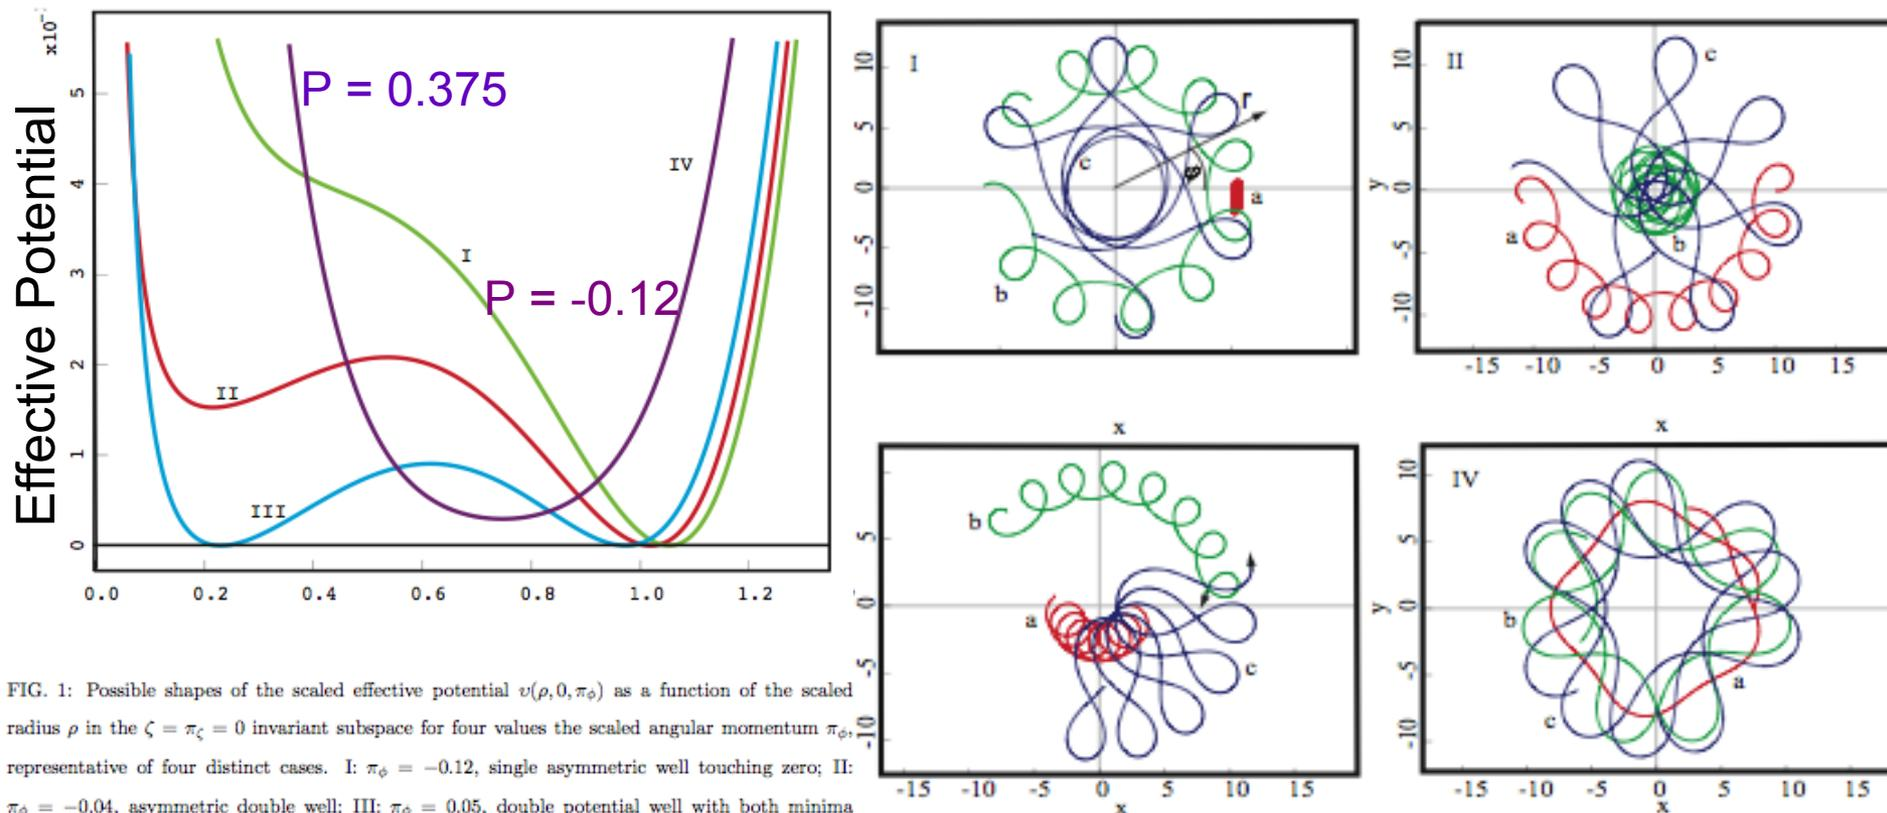 x10⁻
Effective Potential
5
4
3
2
1
0
0.0 0.2 0.4 0.6 0.8 1.0 1.2
P = 0.375
IV
I
P = -0.12
II
III
FIG. 1: Possible shapes of the scaled effective potential υ(ρ, 0, πϕ) as a function of the scaled
radius ρ in the ζ = πζ = 0 invariant subspace for four values the scaled angular momentum πϕ,
representative of four distinct cases. I: πϕ = −0.12, single asymmetric well touching zero; II:
πϕ = −0.04, asymmetric double well; III: πϕ = 0.05, double potential well with both minima
I
10
5
0
-5
-10
r
φ
c
a
b
x
II
10
5
0
-5
-10
y
c
a
b
-15 -10 -5 0 5 10 15
x
5
0
-5
-10
b
a
c
-15 -10 -5 0 5 10 15
x
IV
10
5
0
-5
-10
y
b
a
c
-15 -10 -5 0 5 10 15
x